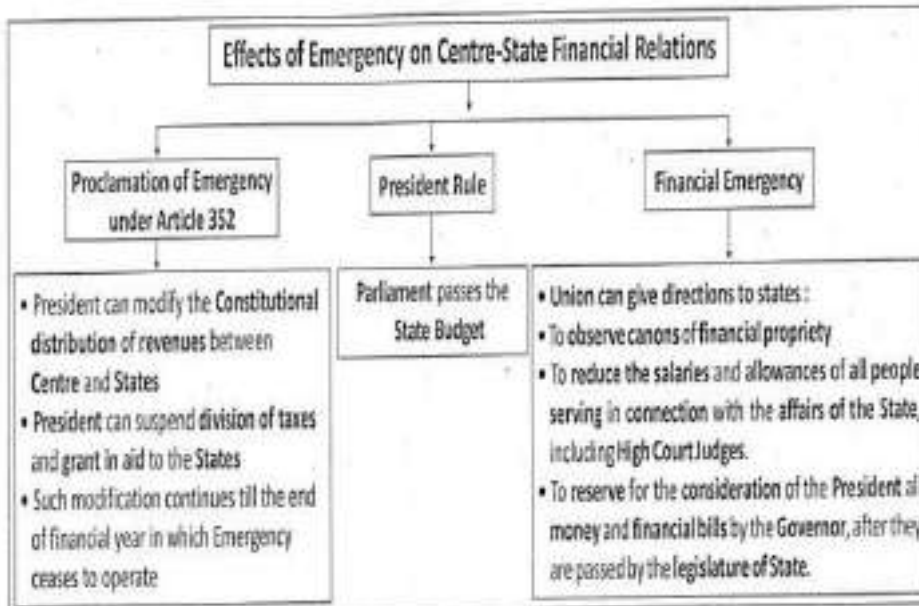 Effects of Emergency on Centre-State Financial Relations
Proclamation of Emergency
under Article 352
• President can modify the Constitutional
distribution of revenues between
Centre and States
• President can suspend division of taxes
and grant in aid to the States
• Such modification continues till the end
of financial year in which Emergency
ceases to operate
President Rule
Parliament passes the
State Budget
Financial Emergency
• Union can give directions to states :
• To observe canons of financial propriety
• To reduce the salaries and allowances of all people
serving in connection with the affairs of the State,
including High Court Judges.
• To reserve for the consideration of the President al
money and financial bills by the Governor, after they
are passed by the legislature of State.